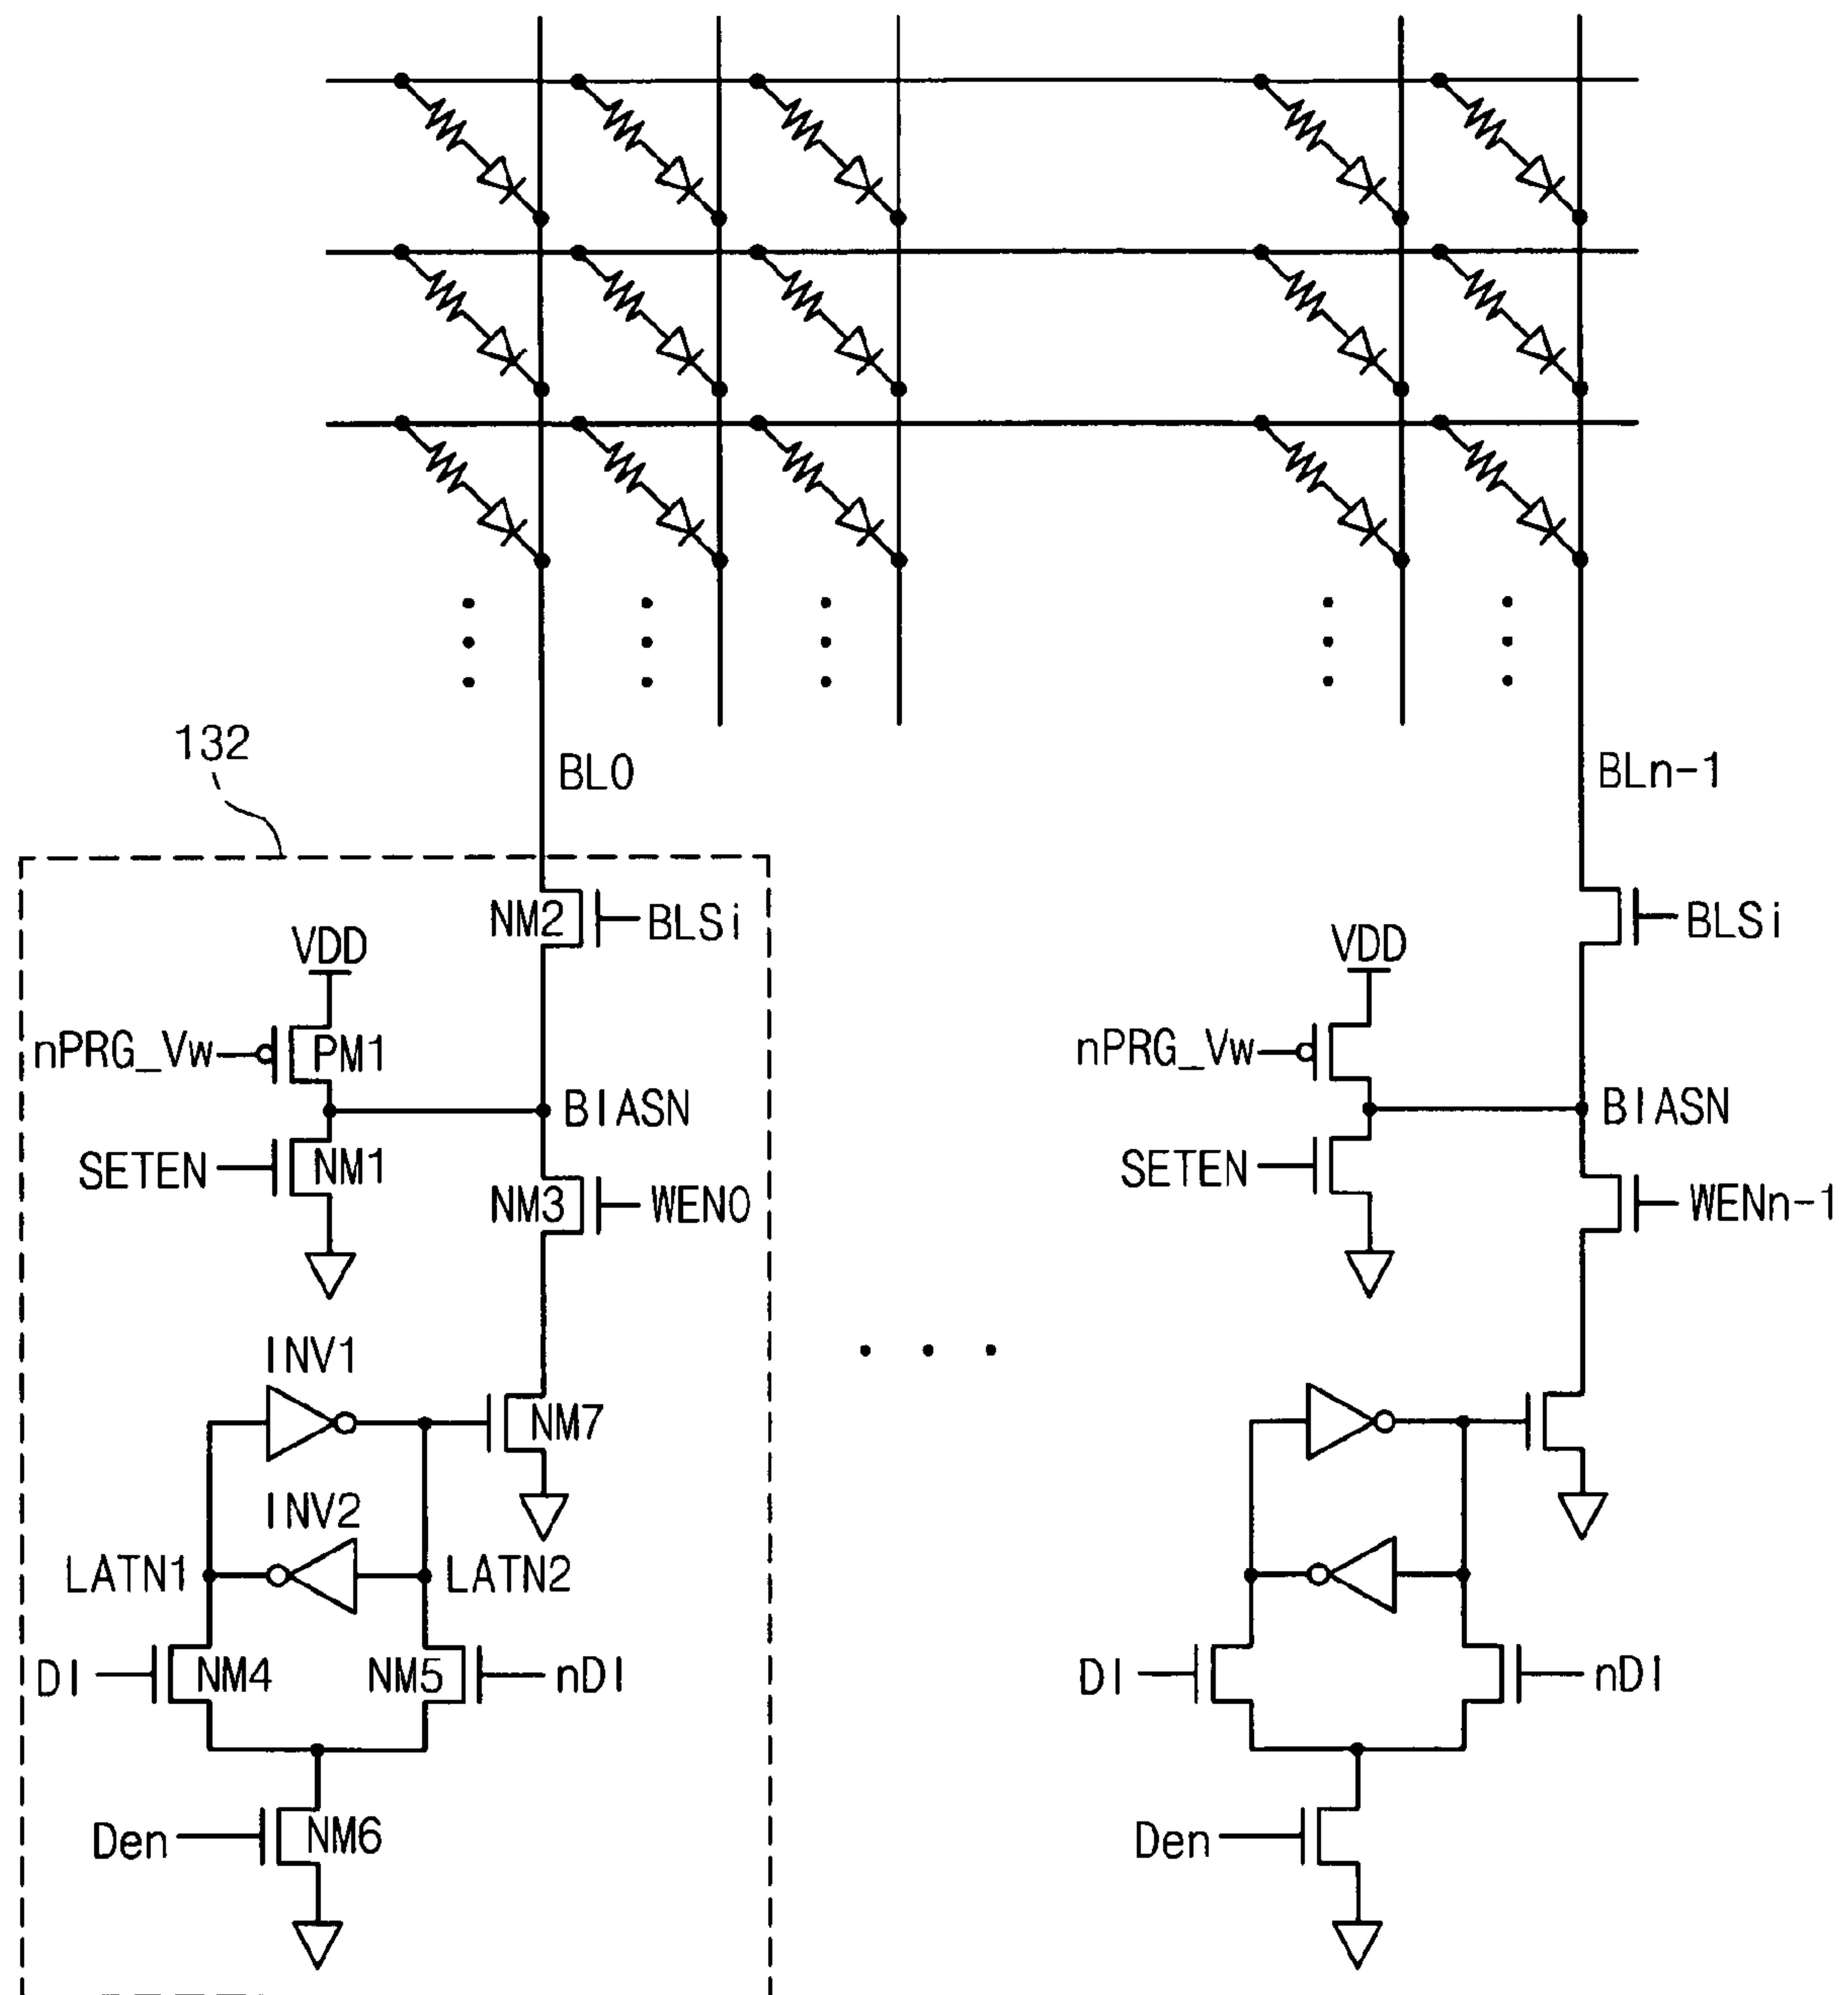 132
BL0
BLn-1
NM2
BLSi
BLSi
VDD
VDD
nPRG_Vw
PM1
nPRG_Vw
BIASN
BIASN
SETEN
NM1
SETEN
NM3
WEN0
WENn-1
INV1
NM7
INV2
LATN1
LATN2
DI
NM4
NM5
nDI
DI
nDI
Den
NM6
Den